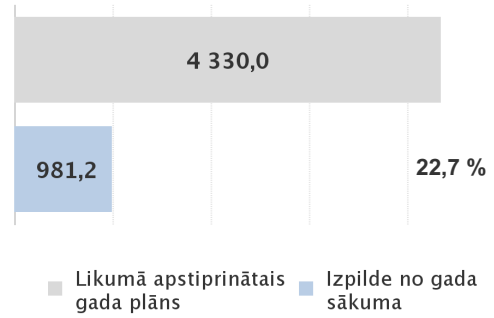 4 330,0
981,2
22,7 %
Likumā apstiprinātais
gada plāns
Izpilde no gada
sākuma